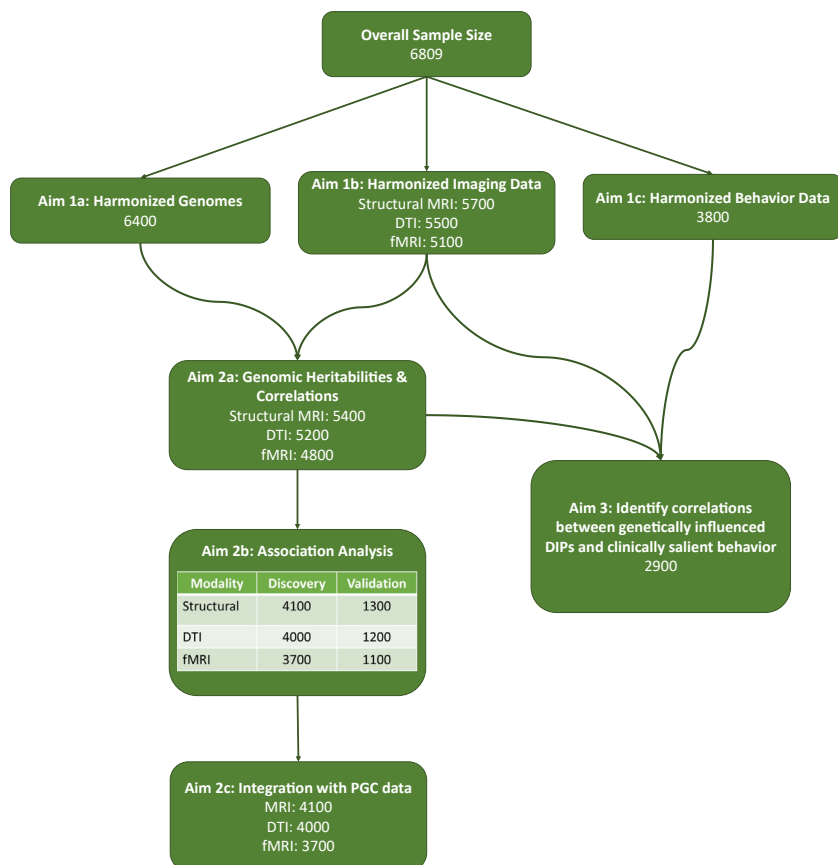 Overall Sample Size
6809
Aim 1a: Harmonized Genomes
6400
Aim 1b: Harmonized Imaging Data
Structural MRI: 5700
DTI: 5500
fMRI: 5100
Aim 1c: Harmonized Behavior Data
3800
Aim 2a: Genomic Heritabilities &
Correlations
Structural MRI: 5400
DTI: 5200
fMRI: 4800
Aim 3: Identify correlations
between genetically influenced
DIPs and clinically salient behavior
2900
Aim 2b: Association Analysis
Modality Discovery Validation
Structural 4100 1300
DTI 4000 1200
fMRI 3700 1100
Aim 2c: Integration with PGC data
MRI: 4100
DTI: 4000
fMRI: 3700